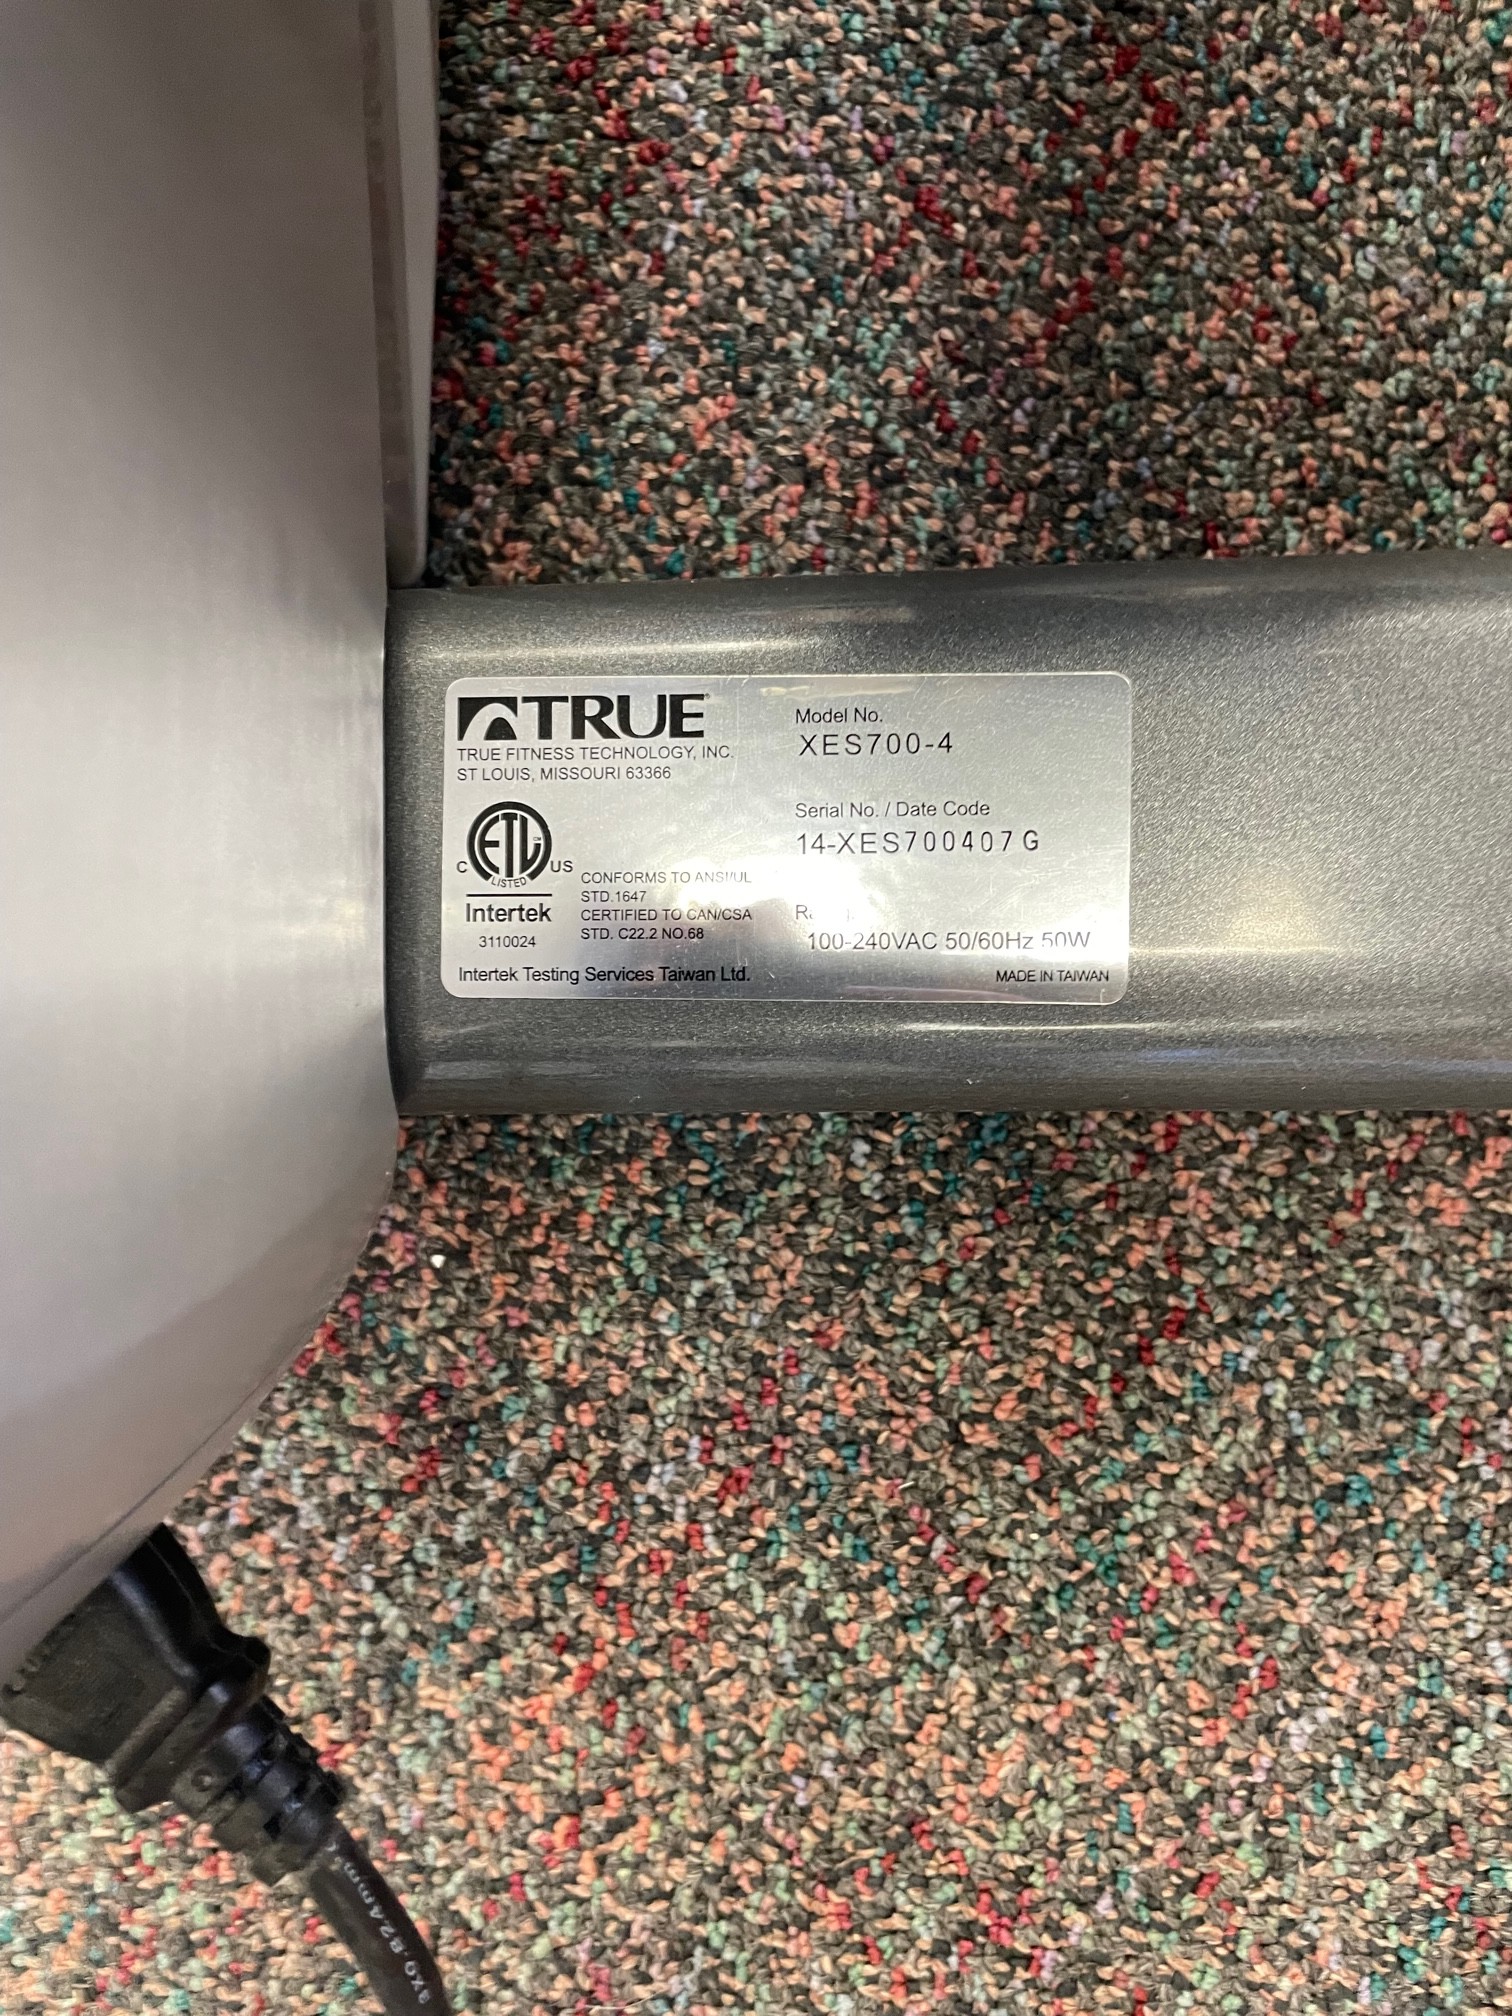 TRUE
TRUE FITNESS TECHNOLOGY, INC.
ST LOUIS, MISSOURI 63366
Model No.
XES700-4
Serial No. / Date Code
14-XES700407G
ETL
CM
C US
LISTED
Intertek
3110024
CONFORMS TO ANSI/UL
STD.1647
CERTIFIED TO CAN/CSA
STD. C22.2 NO.68
100-240VAC 50/60Hz 50W
Intertek Testing Services Taiwan Ltd.
MADE IN TAIWAN